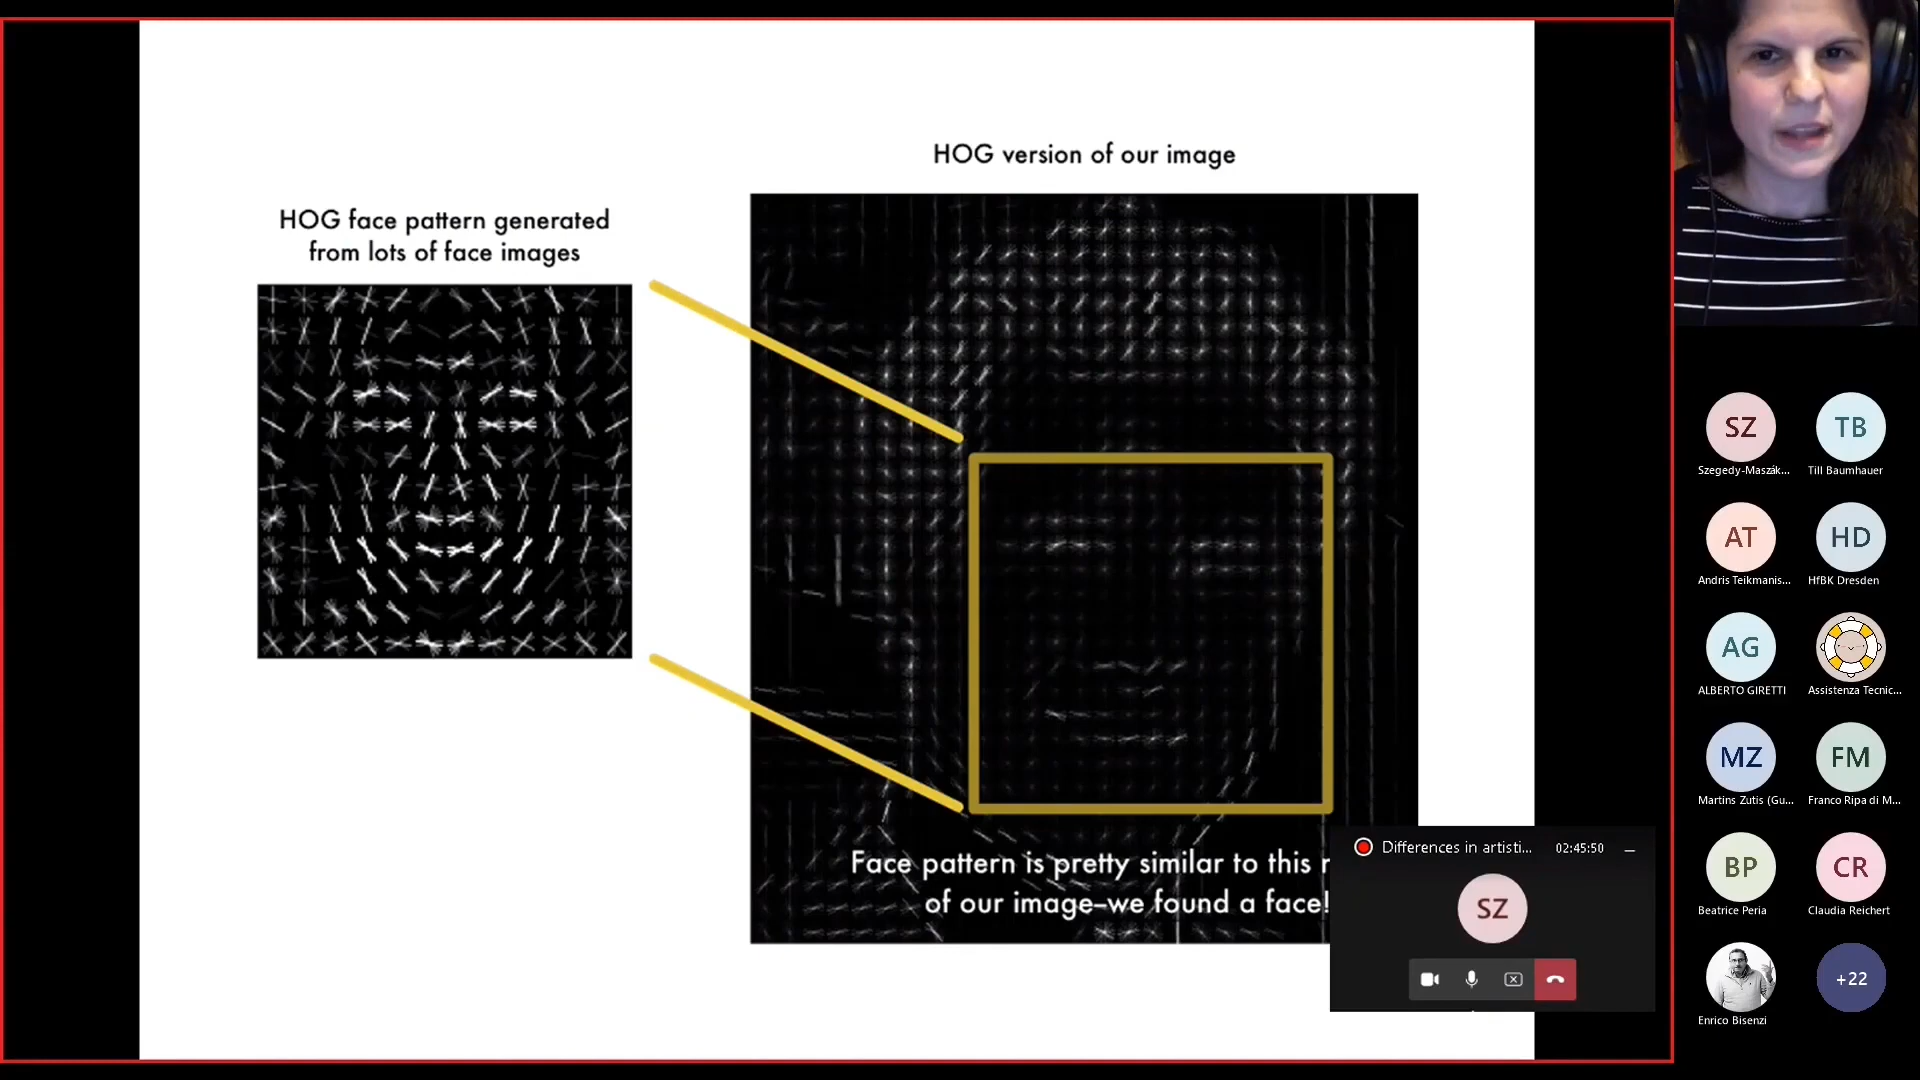 HOG version of our image
HOG face pattern generated
from lots of face images
Face pattern is pretty similar to this
of our image–we found a face!
Differences in artisti...
02:45:50
SZ
SZ
Szegedy-Maszák...
TB
Till Baumhauer
AT
Andris Teikmanis...
HD
HfBK Dresden
AG
ALBERTO GIRETTI
Assistenza Tecnic...
MZ
Martins Zutis (Gu...
FM
Franco Ripa di M...
BP
Beatrice Peria
CR
Claudia Reichert
Enrico Bisenzi
+22